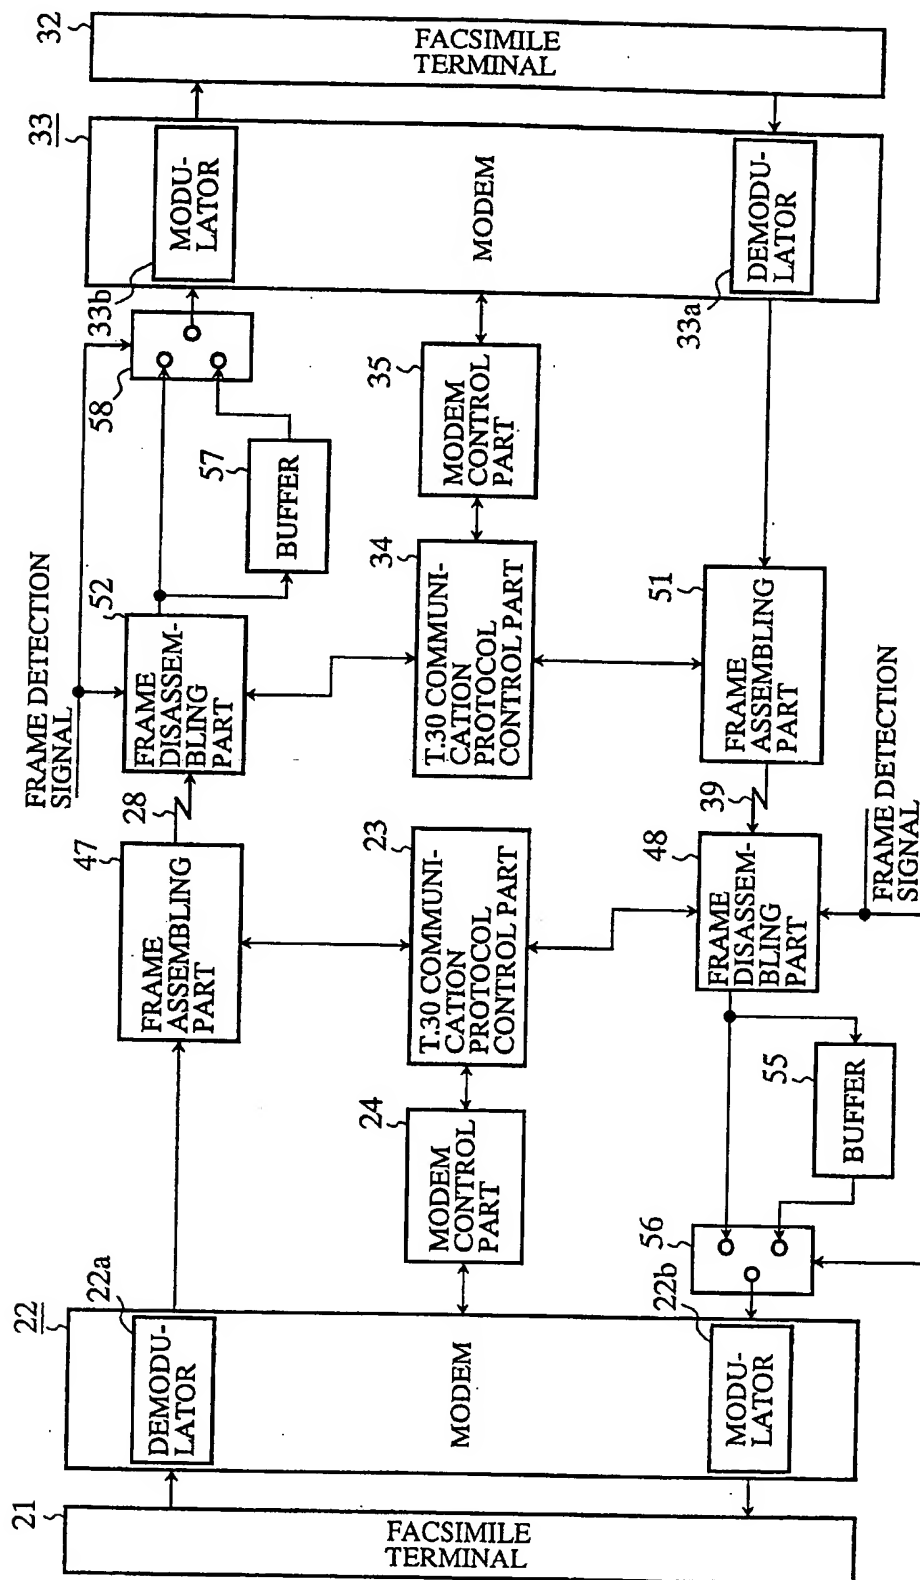 21
FACSIMILE
TERMINAL
22
22a
DEMODU-
LATOR
MODEM
22b
MODU-
LATOR
24
MODEM
CONTROL
PART
56
55
BUFFER
47
FRAME
ASSEMBLING
PART
23
T.30 COMMUNI-
CATION
PROTOCOL
CONTROL PART
48
FRAME
DISASSEM-
BLING
PART
FRAME DETECTION
SIGNAL
28
39
FRAME DETECTION
SIGNAL
52
FRAME
DISASSEM-
BLING
PART
34
T.30 COMMUNI-
CATION
PROTOCOL
CONTROL PART
51
FRAME
ASSEMBLING
PART
57
BUFFER
58
35
MODEM
CONTROL
PART
33
33b
MODU-
LATOR
MODEM
33a
DEMODU-
LATOR
32
FACSIMILE
TERMINAL